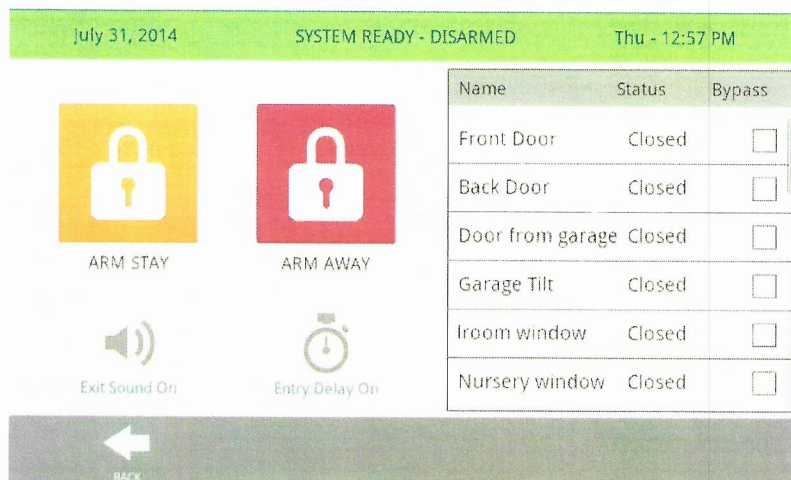 July 31, 2014 SYSTEM READY - DISARMED Thu - 12:57 PM
Name Status Bypass
Front Door Closed
Back Door Closed
Door from garage Closed
Garage Tilt Closed
Iroom window Closed
Nursery window Closed
ARM STAY ARM AWAY
Exit Sound On Entry Delay On
BACK